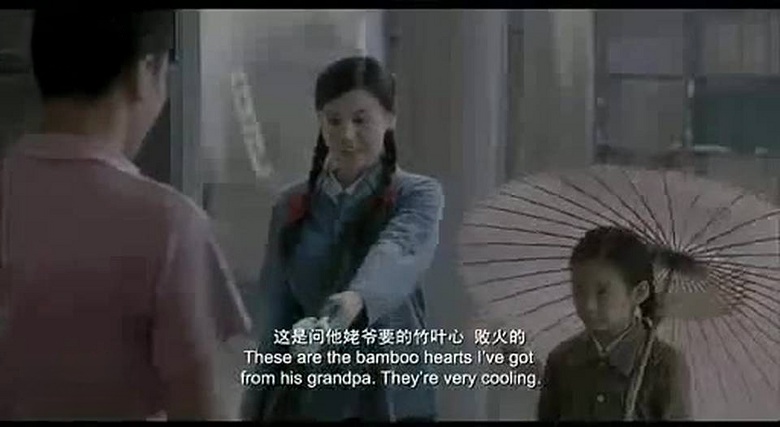 这是问他姥爷要的竹叶心 败火的
These are the bamboo hearts I've got
from his grandpa. They're very cooling.